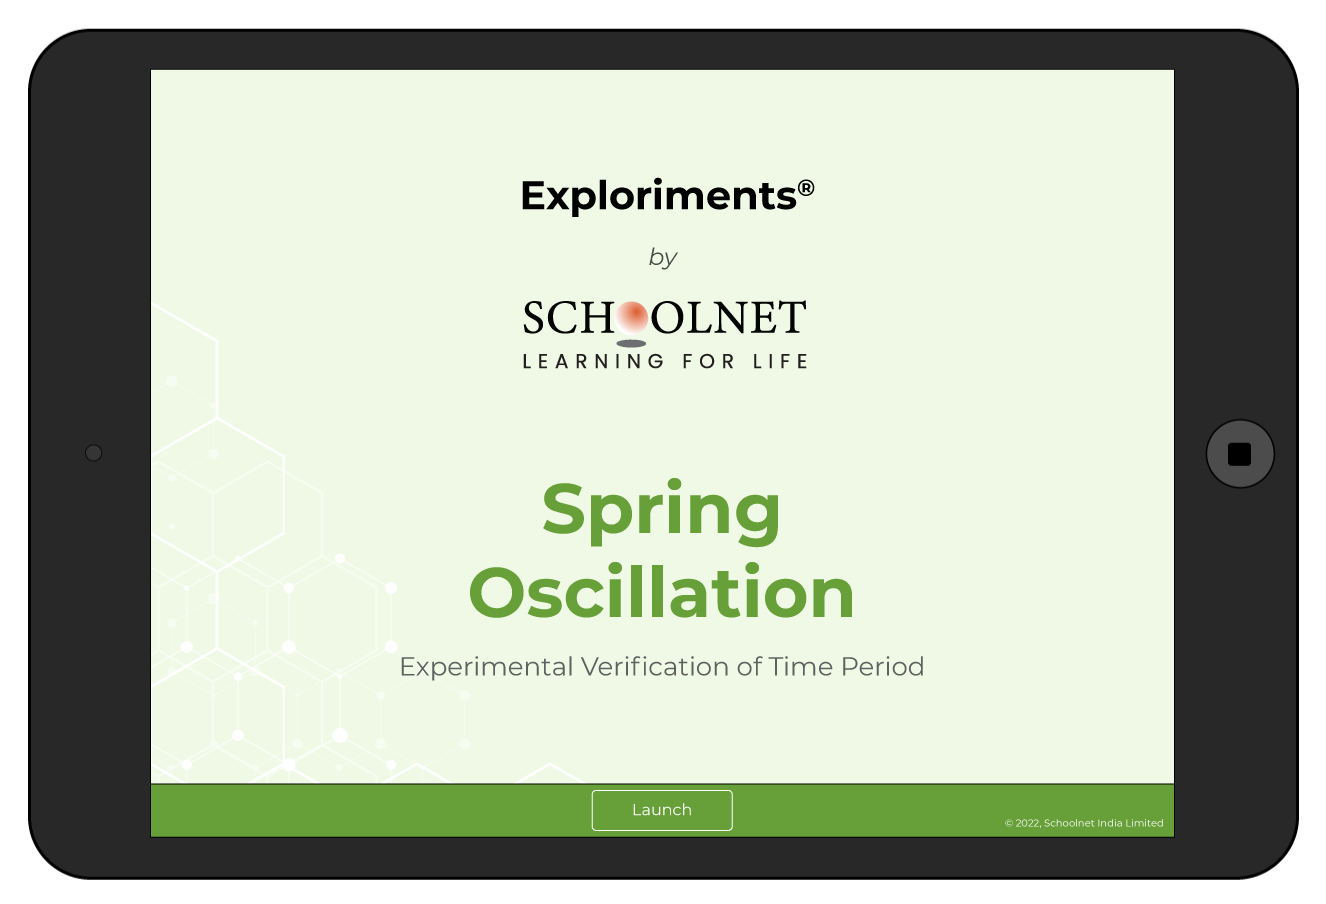 Exploriments®
by
SCHOOLNET
LEARNING FOR LIFE
Spring
Oscillation
Experimental Verification of Time Period
Launch
© 2022, Schoolnet India Limited